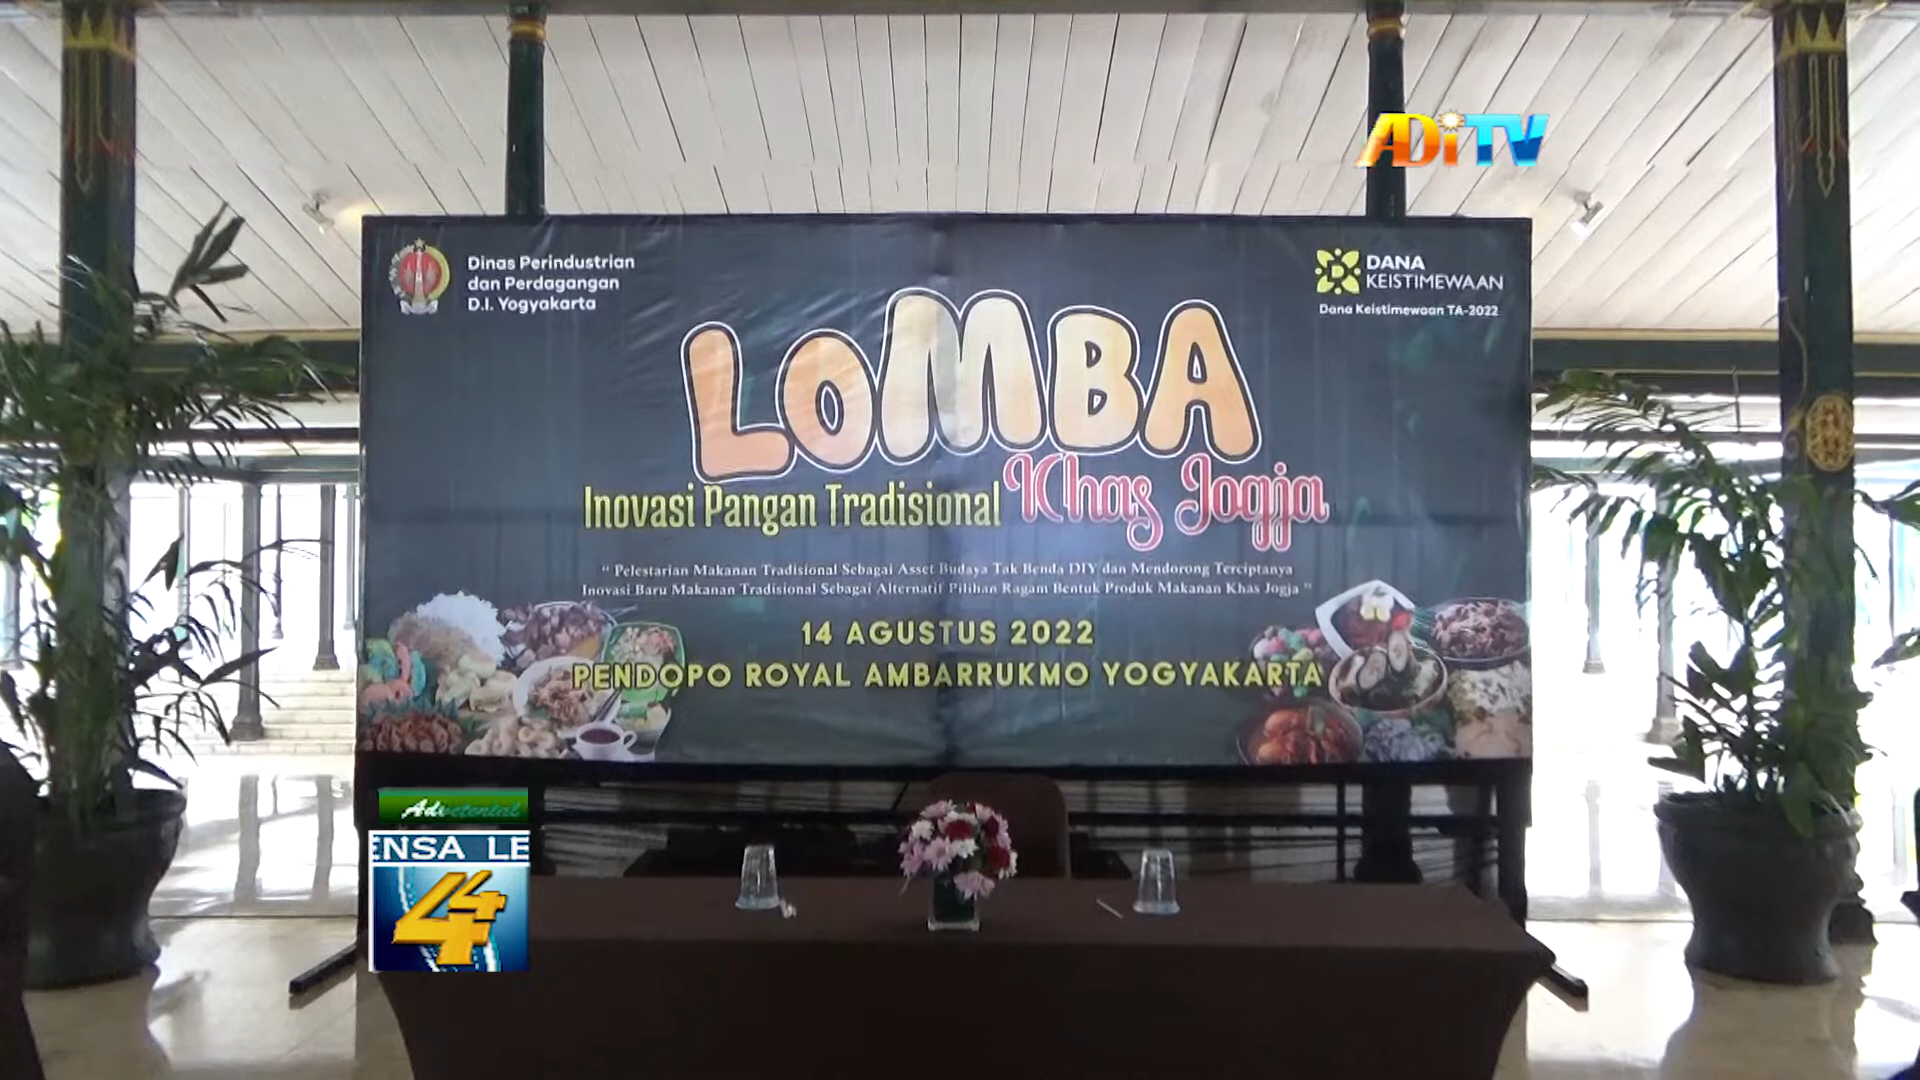 ADiTV
Dinas Perindustrian
dan Perdagangan
D.I. Yogyakarta
DANA
KEISTIMEWAAN
Dana Keistimewaan TA-2022
LOMBA
Inovasi Pangan Tradisional Khas Jogja
“ Pelestarian Makanan Tradisional Sebagai Asset Budaya Tak Benda DIY dan Mendorong Terciptanya
Inovasi Baru Makanan Tradisional Sebagai Alternatif Pilihan Ragam Bentuk Produk Makanan Khas Jogja ”
14 AGUSTUS 2022
PENDOPO ROYAL AMBARRUKMO YOGYAKARTA
ENSA LE
44